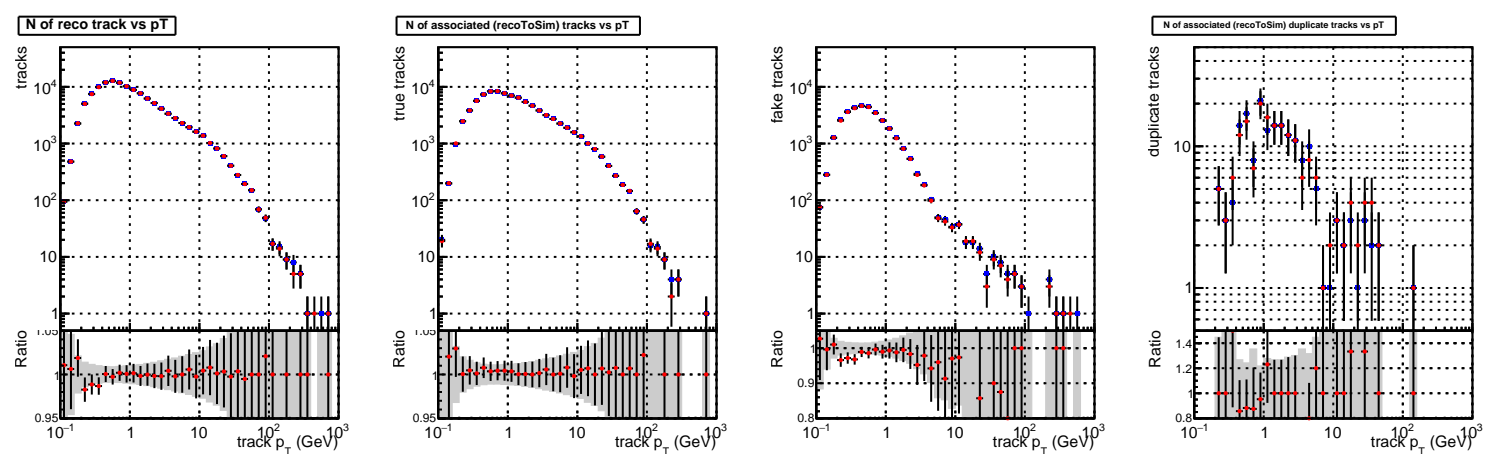 N of reco track vs pT
tracks
10^4
10^3
10^2
10
1
Ratio
1.05
1
0.95
10^-1 1 10 10^2 10^3
track p_T (GeV)
N of associated (recoToSim) tracks vs pT
true tracks
10^4
10^3
10^2
10
1
Ratio
1.05
1
0.95
10^-1 1 10 10^2 10^3
track p_T (GeV)
fake tracks
10^4
10^3
10^2
10
1
Ratio
1
0.9
0.8
10^-1 1 10 10^2 10^3
track p_T (GeV)
N of associated (recoToSim) duplicate tracks vs pT
duplicate tracks
10
1
Ratio
1.4
1.2
1
0.8
10^-1 1 10 10^2 10^3
track p_T (GeV)